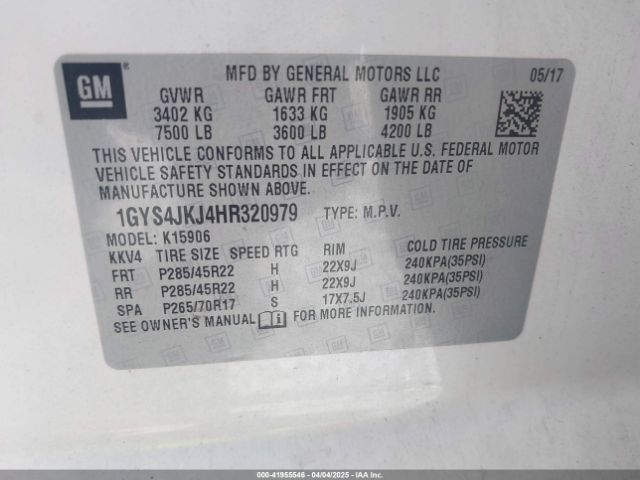 GM ® MFD BY GENERAL MOTORS LLC 05/17
GVWR GAWR FRT GAWR RR
3402 KG 1633 KG 1905 KG
7500 LB 3600 LB 4200 LB
THIS VEHICLE CONFORMS TO ALL APPLICABLE U.S. FEDERAL MOTOR
VEHICLE SAFETY STANDARDS IN EFFECT ON THE DATE OF
MANUFACTURE SHOWN ABOVE.
1GYS4JKJ4HR320979 TYPE: M.P.V.
MODEL: K15906
KKV4 TIRE SIZE SPEED RTG RIM COLD TIRE PRESSURE
FRT P285/45R22 H 22X9J 240KPA(35PSI)
RR P285/45R22 H 22X9J 240KPA(35PSI)
SPA P265/70R17 S 17X7.5J 240KPA(35PSI)
SEE OWNER'S MANUAL FOR MORE INFORMATION.
000-41955546 - 04/04/2025 - IAAI.com